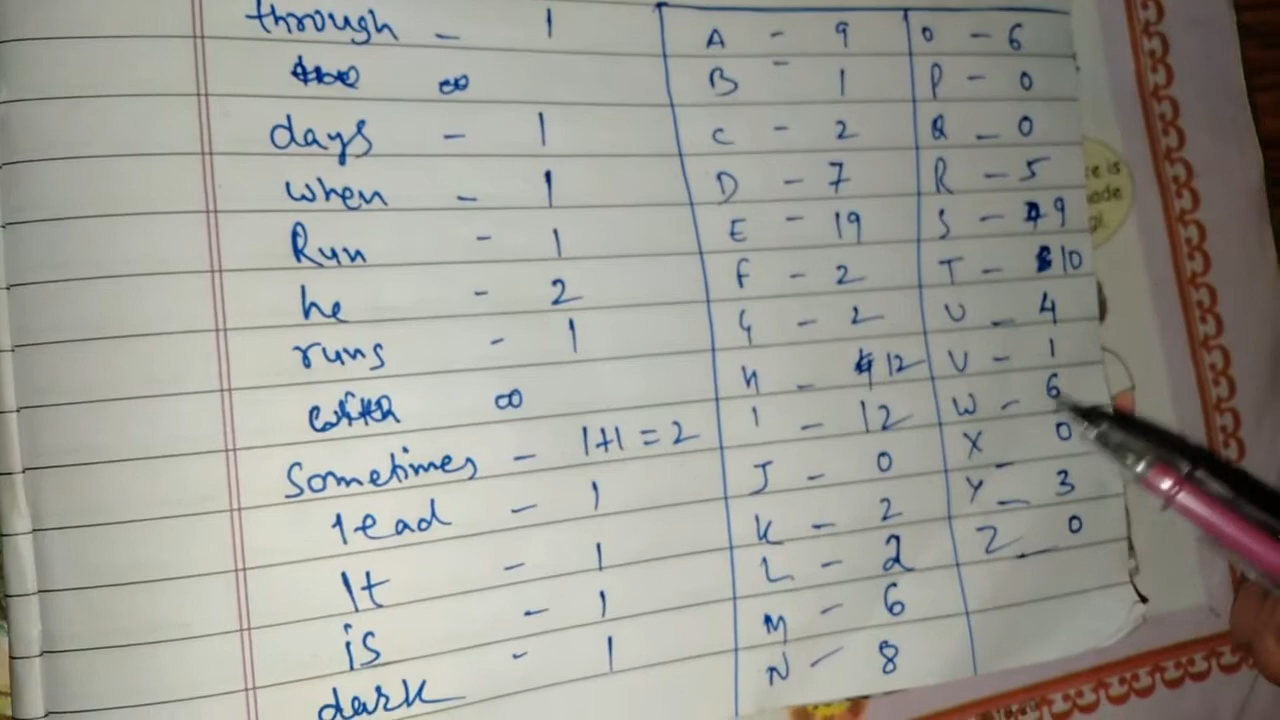 through - 1
∞
days - 1
when - 1
Run - 1
he - 2
runs - 1
∞
Sometimes - 1+1=2
read - 1
It - 1
is - 1
dark - 1
A - 9
B - 1
C - 2
D - 7
E - 19
F - 2
G - 2
H - 12
I - 12
J - 0
K - 2
L - 2
M - 6
N - 8
O - 6
P - 0
Q - 0
R - 5
S - 9
T - 10
U - 4
V - 1
W - 6
X - 0
Y - 3
Z - 0